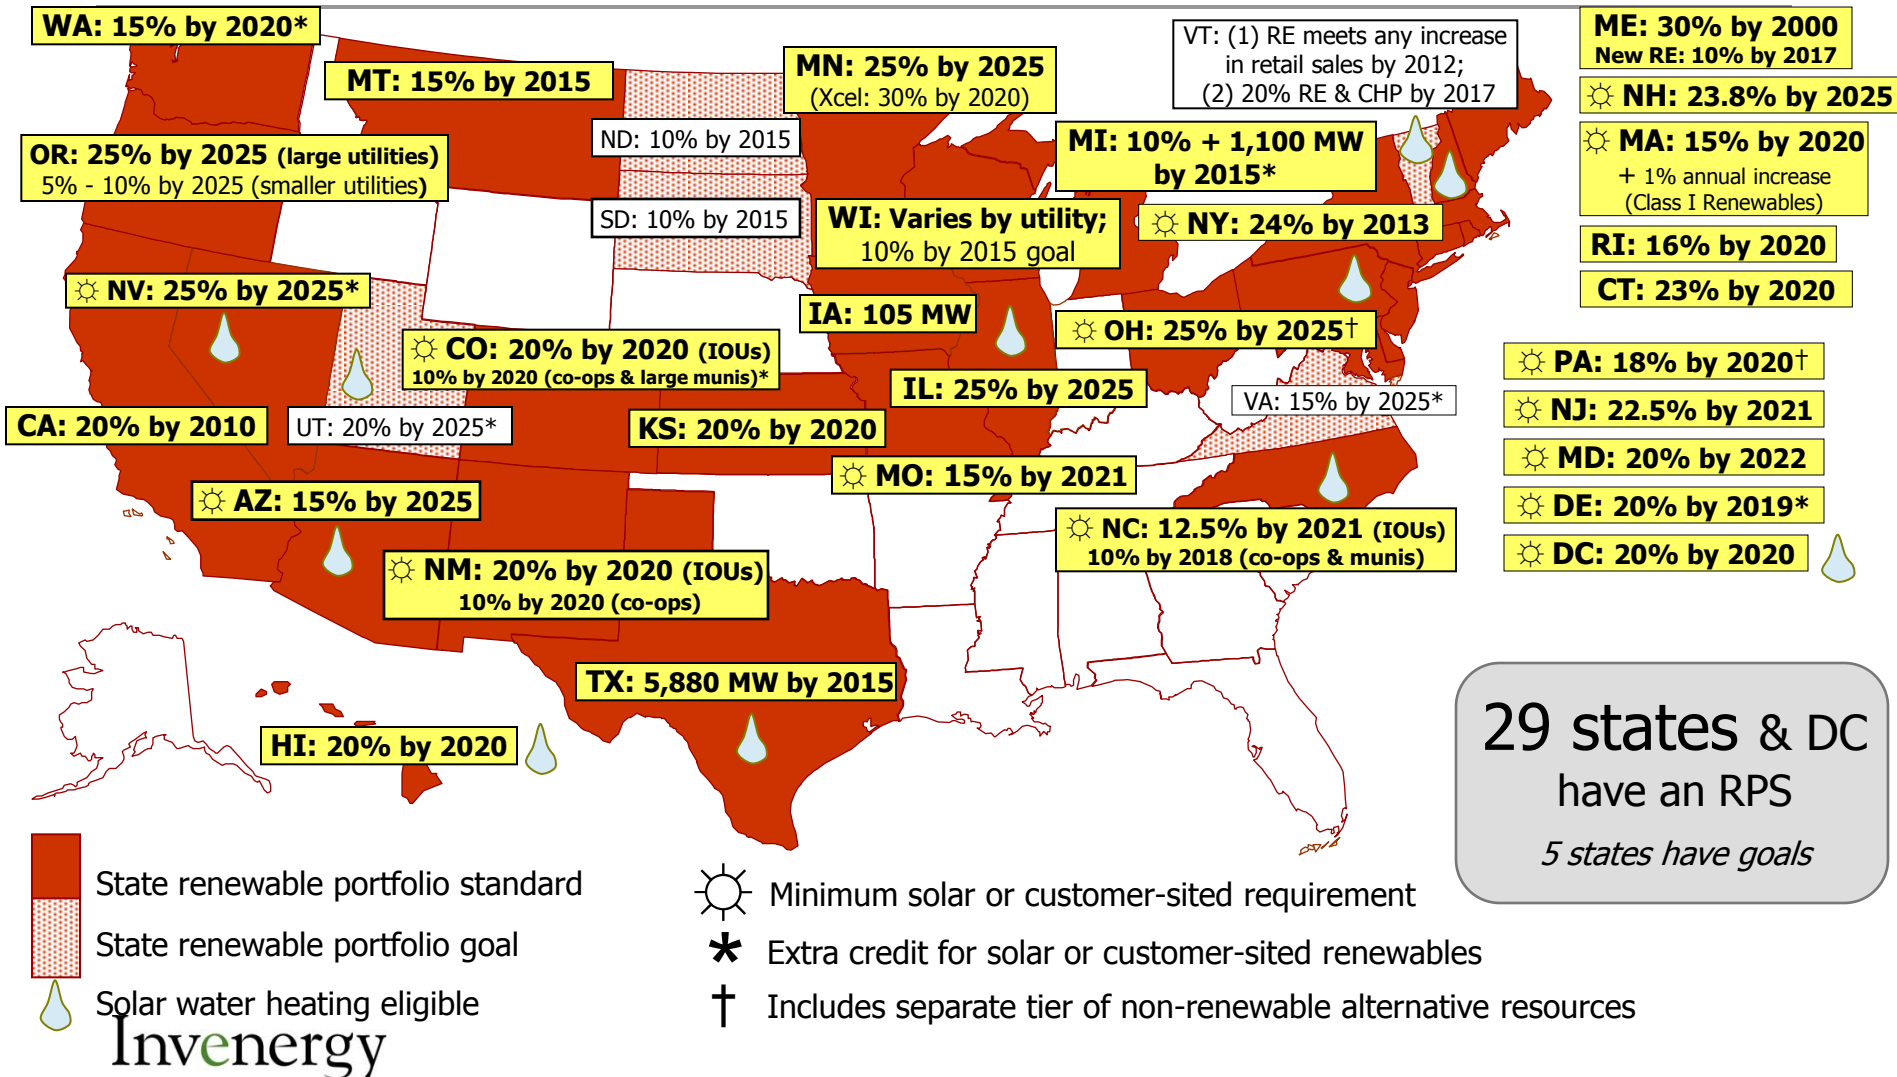 WA: 15% by 2020*
MT: 15% by 2015
MN: 25% by 2025
(Xcel: 30% by 2020)
VT: (1) RE meets any increase
in retail sales by 2012;
(2) 20% RE & CHP by 2017
ME: 30% by 2000
New RE: 10% by 2017
☼ NH: 23.8% by 2025
☼ MA: 15% by 2020
+ 1% annual increase
(Class I Renewables)
RI: 16% by 2020
CT: 23% by 2020
OR: 25% by 2025 (large utilities)
5% - 10% by 2025 (smaller utilities)
ND: 10% by 2015
SD: 10% by 2015
MI: 10% + 1,100 MW
by 2015*
WI: Varies by utility;
10% by 2015 goal
☼ NY: 24% by 2013
☼ NV: 25% by 2025*
IA: 105 MW
☼ OH: 25% by 2025†
☼ CO: 20% by 2020 (IOUs)
10% by 2020 (co-ops & large munis)*
IL: 25% by 2025
VA: 15% by 2025*
☼ PA: 18% by 2020†
☼ NJ: 22.5% by 2021
☼ MD: 20% by 2022
☼ DE: 20% by 2019*
☼ DC: 20% by 2020
CA: 20% by 2010
UT: 20% by 2025*
KS: 20% by 2020
☼ MO: 15% by 2021
☼ AZ: 15% by 2025
☼ NC: 12.5% by 2021 (IOUs)
10% by 2018 (co-ops & munis)
☼ NM: 20% by 2020 (IOUs)
10% by 2020 (co-ops)
TX: 5,880 MW by 2015
HI: 20% by 2020
29 states & DC
have an RPS
5 states have goals
State renewable portfolio standard
State renewable portfolio goal
Solar water heating eligible
☼ Minimum solar or customer-sited requirement
* Extra credit for solar or customer-sited renewables
† Includes separate tier of non-renewable alternative resources
Invenergy